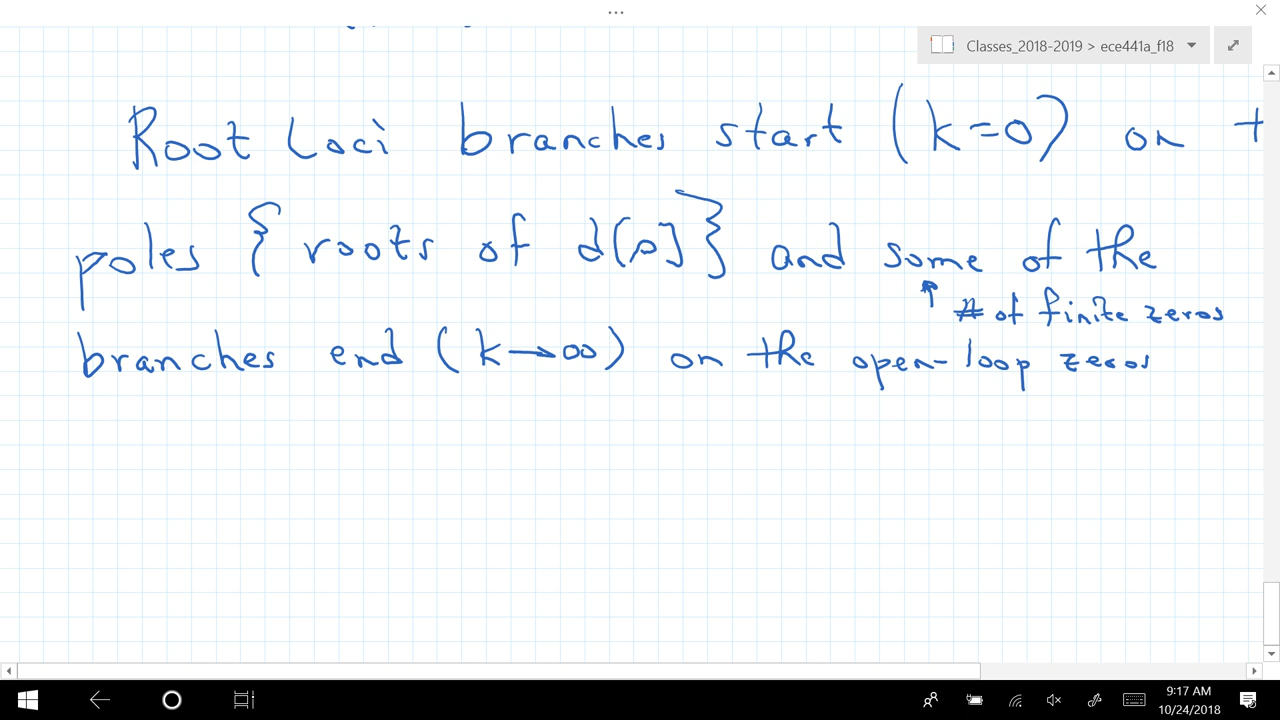 Classes_2018-2019 > ece441a_f18
Root Loci branches start (k=0) on t
poles { roots of d(s)} and some of the
# of finite zeros
branches end (k→∞) on the open-loop zeros
9:17 AM
10/24/2018